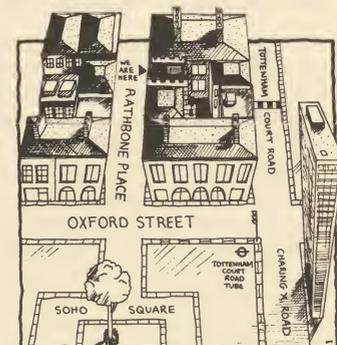 WE
ARE
HERE
RATHBONE PLACE
TOTTENHAM
COURT ROAD
OXFORD STREET
TOTTENHAM
COURT
ROAD
TUBE
CHARING X ROAD
SOHO SQUARE